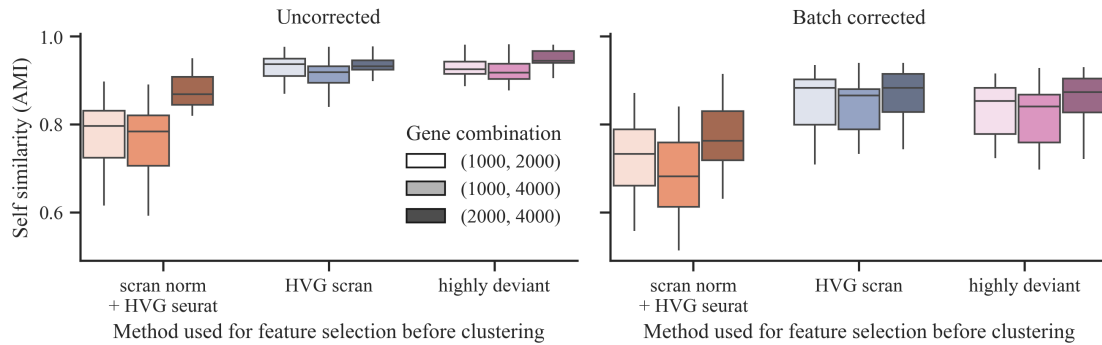 Uncorrected
Batch corrected
Self similarity (AMI)
1.0
0.8
0.6
Gene combination
(1000, 2000)
(1000, 4000)
(2000, 4000)
scran norm
+ HVG seurat
HVG scran
highly deviant
scran norm
+ HVG seurat
HVG scran
highly deviant
Method used for feature selection before clustering
Method used for feature selection before clustering